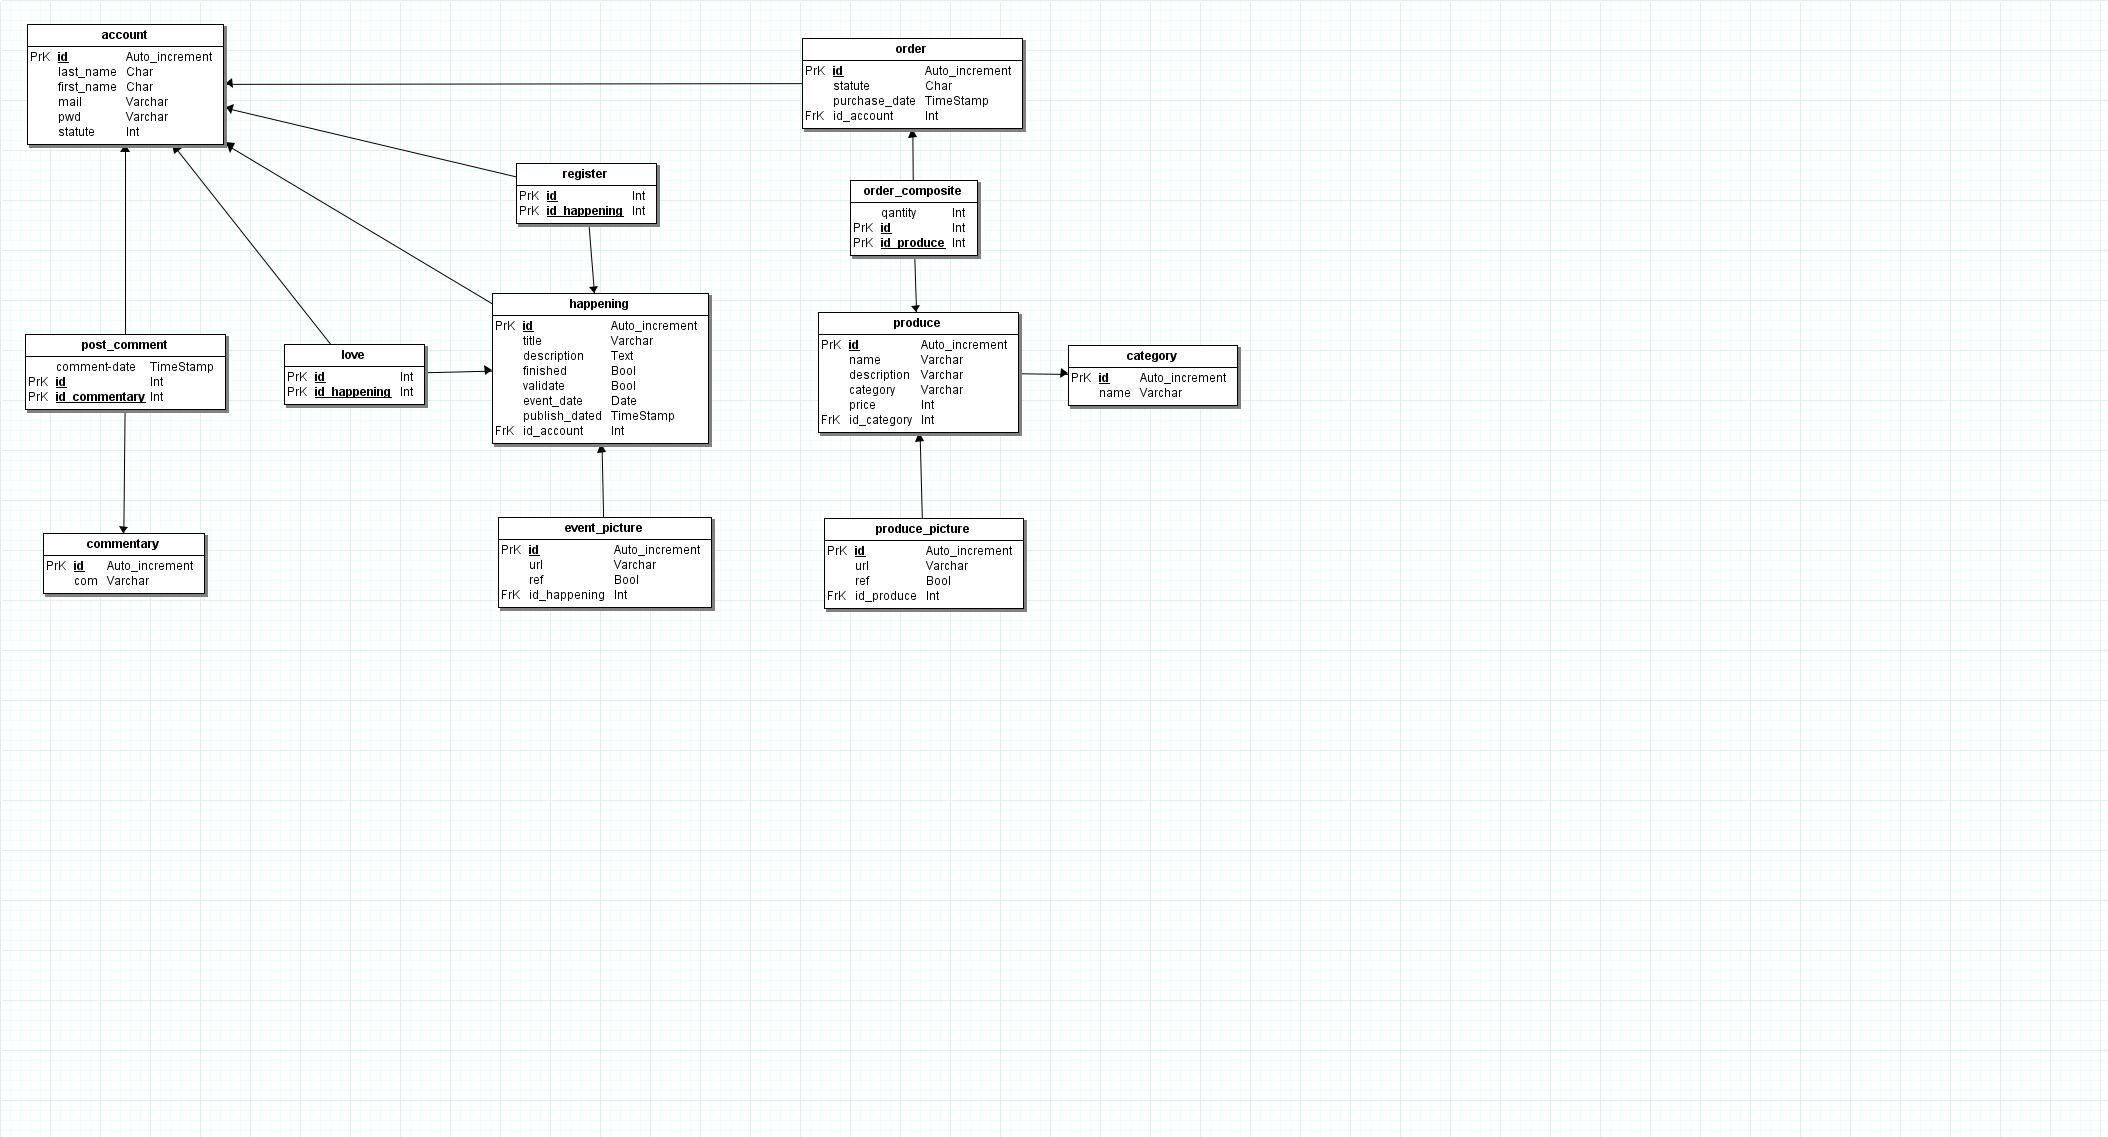 account
PrK id Auto_increment
last_name Char
first_name Char
mail Varchar
pwd Varchar
statute Int
order
PrK id Auto_increment
statute Char
purchase_date TimeStamp
FrK id_account Int
register
PrK id Int
PrK id_happening Int
order_composite
qantity Int
PrK id Int
PrK id_produce Int
happening
PrK id Auto_increment
title Varchar
description Text
finished Bool
validate Bool
event_date Date
publish_dated TimeStamp
FrK id_account Int
produce
PrK id Auto_increment
name Varchar
description Varchar
category Varchar
price Int
FrK id_category Int
post_comment
comment-date TimeStamp
PrK id Int
PrK id_commentary Int
love
PrK id Int
PrK id_happening Int
category
PrK id Auto_increment
name Varchar
commentary
PrK id Auto_increment
com Varchar
event_picture
PrK id Auto_increment
url Varchar
ref Bool
FrK id_happening Int
produce_picture
PrK id Auto_increment
url Varchar
ref Bool
FrK id_produce Int